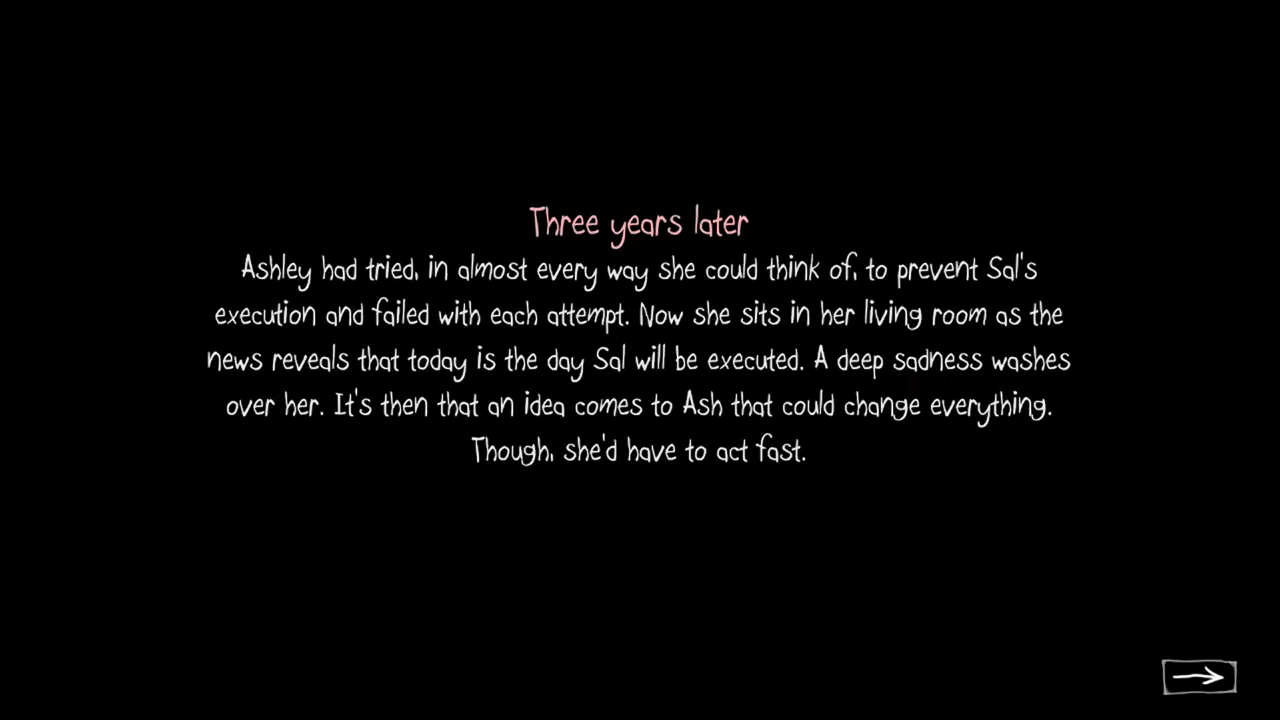 Three years later
Ashley had tried, in almost every way she could think of, to prevent Sal's
execution and failed with each attempt. Now she sits in her living room as the
news reveals that today is the day Sal will be executed. A deep sadness washes
over her. It's then that an idea comes to Ash that could change everything.
Though, she'd have to act fast.